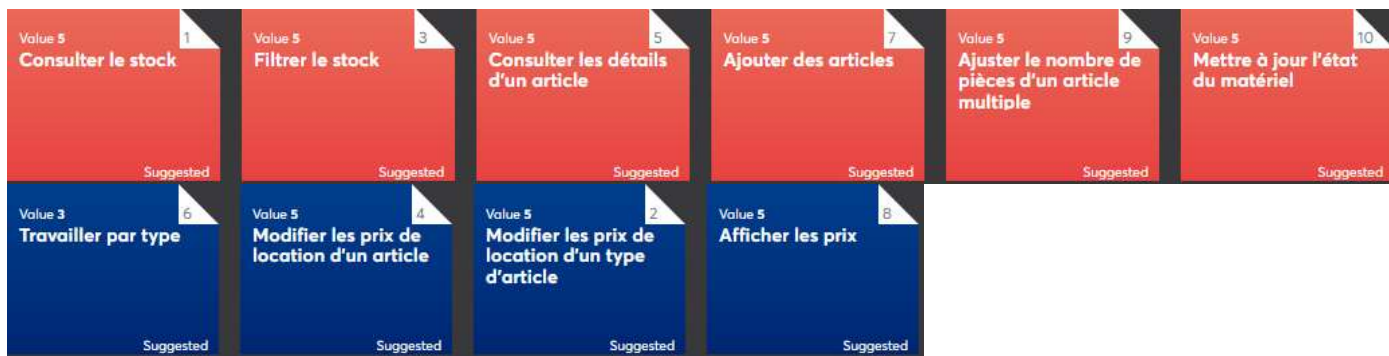 Value 5
1
Consulter le stock
Suggested
Value 5
3
Filtrer le stock
Suggested
Value 5
5
Consulter les détails
d'un article
Suggested
Value 5
7
Ajouter des articles
Suggested
Value 5
9
Ajuster le nombre de
pièces d'un article
multiple
Suggested
Value 5
10
Mettre à jour l'état
du matériel
Suggested
Value 3
6
Travailler par type
Suggested
Value 5
4
Modifier les prix de
location d'un article
Suggested
Value 5
2
Modifier les prix de
location d'un type
d'article
Suggested
Value 5
8
Afficher les prix
Suggested